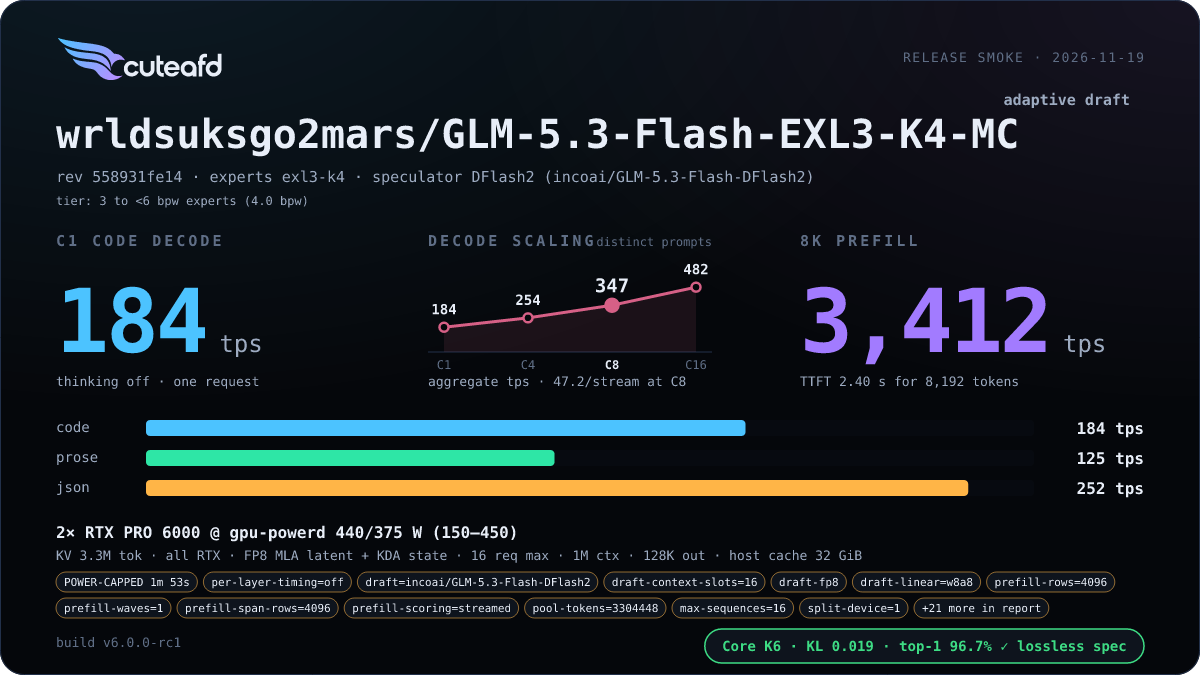 cuteafd
RELEASE SMOKE · 2026-11-19
adaptive draft
wrldsuksgo2mars/GLM-5.3-Flash-EXL3-K4-MC
rev 558931fe14 · experts exl3-k4 · speculator DFlash2 (incoai/GLM-5.3-Flash-DFlash2)
tier: 3 to <6 bpw experts (4.0 bpw)
C1 CODE DECODE
184 tps
thinking off · one request
DECODE SCALING distinct prompts
184 254 347 482
C1 C4 C8 C16
aggregate tps · 47.2/stream at C8
8K PREFILL
3,412 tps
TTFT 2.40 s for 8,192 tokens
code 184 tps
prose 125 tps
json 252 tps
2× RTX PRO 6000 @ gpu-powerd 440/375 W (150–450)
KV 3.3M tok · all RTX · FP8 MLA latent + KDA state · 16 req max · 1M ctx · 128K out · host cache 32 GiB
POWER-CAPPED 1m 53s per-layer-timing=off draft=incoai/GLM-5.3-Flash-DFlash2 draft-context-slots=16 draft-fp8 draft-linear=w8a8 prefill-rows=4096
prefill-waves=1 prefill-span-rows=4096 prefill-scoring=streamed pool-tokens=3304448 max-sequences=16 split-device=1 +21 more in report
build v6.0.0-rc1
Core K6 · KL 0.019 · top-1 96.7% ✓ lossless spec